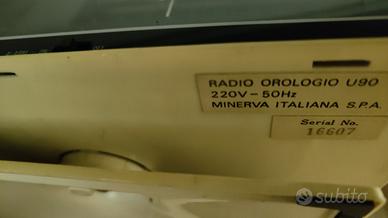 RADIO OROLOGIO U90
220V-50Hz
MINERVA ITALIANA S.P.A.
Serial No.
16607
subito